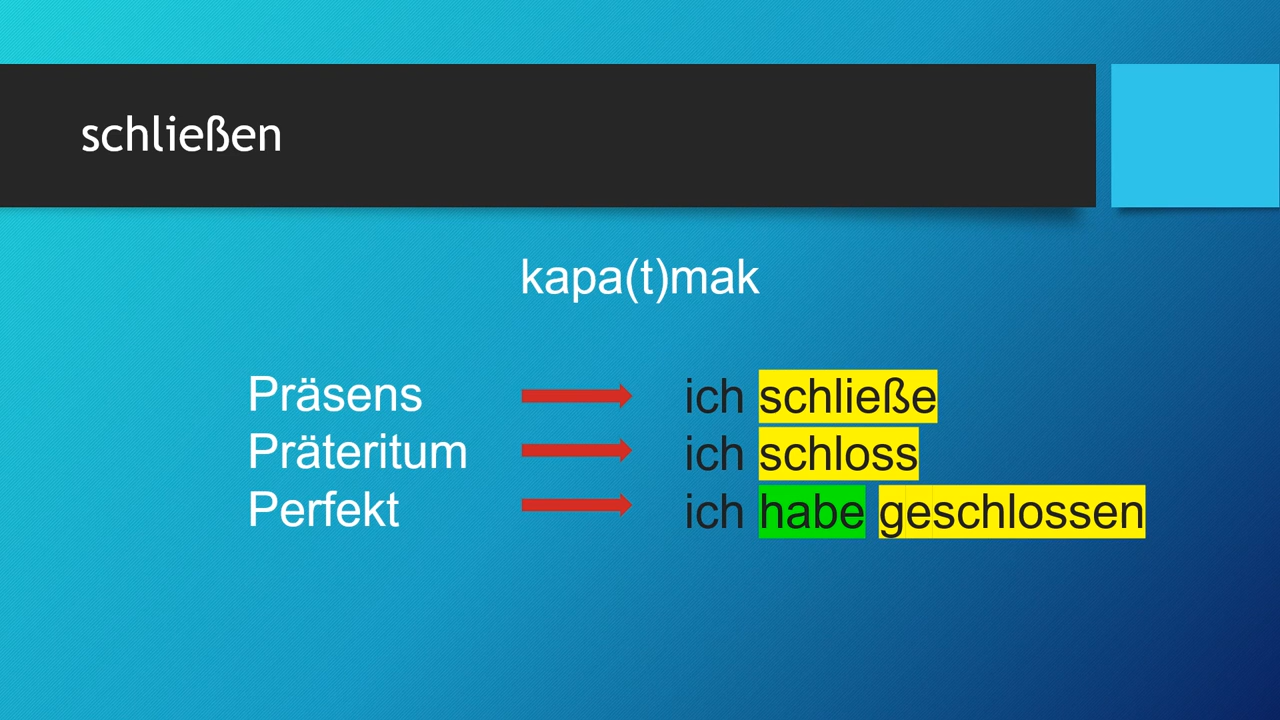 schließen
kapa(t)mak
Präsens ich schließe
Präteritum ich schloss
Perfekt ich habe geschlossen